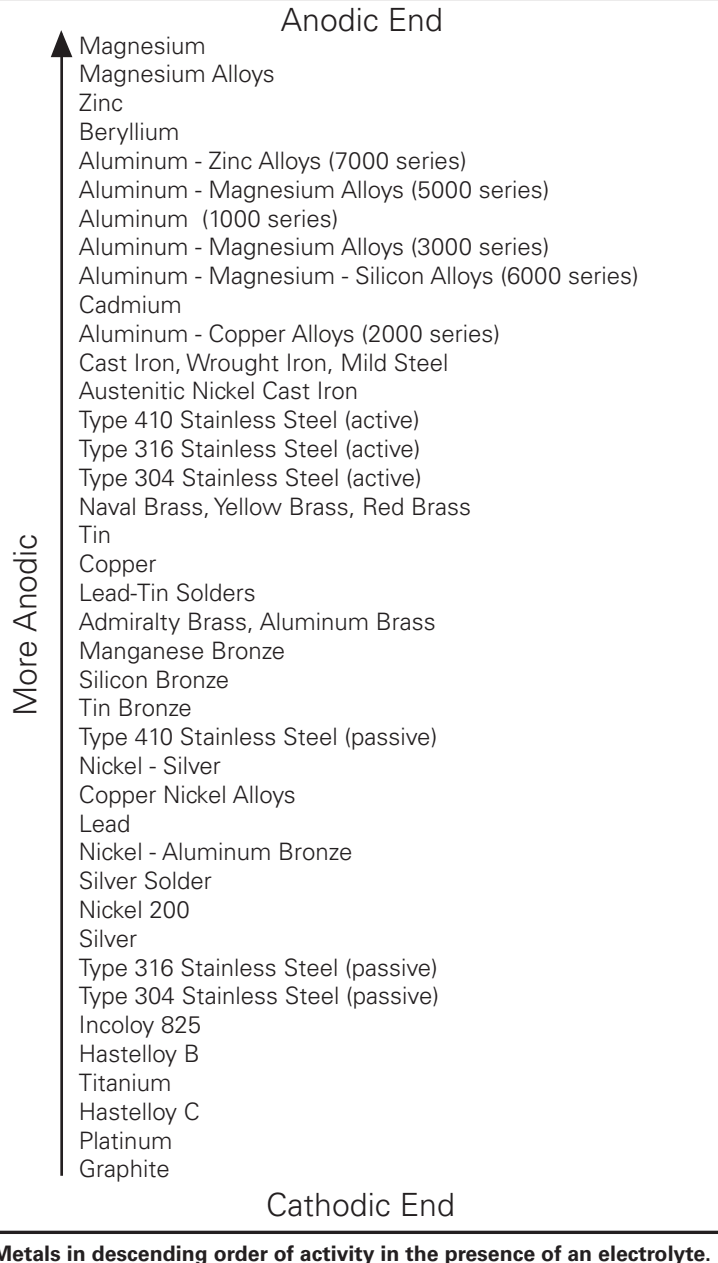 Anodic End
Magnesium
Magnesium Alloys
Zinc
Beryllium
Aluminum - Zinc Alloys (7000 series)
Aluminum - Magnesium Alloys (5000 series)
Aluminum (1000 series)
Aluminum - Magnesium Alloys (3000 series)
Aluminum - Magnesium - Silicon Alloys (6000 series)
Cadmium
Aluminum - Copper Alloys (2000 series)
Cast Iron, Wrought Iron, Mild Steel
Austenitic Nickel Cast Iron
Type 410 Stainless Steel (active)
Type 316 Stainless Steel (active)
Type 304 Stainless Steel (active)
Naval Brass, Yellow Brass, Red Brass
Tin
Copper
Lead-Tin Solders
Admiralty Brass, Aluminum Brass
Manganese Bronze
Silicon Bronze
Tin Bronze
Type 410 Stainless Steel (passive)
Nickel - Silver
Copper Nickel Alloys
Lead
Nickel - Aluminum Bronze
Silver Solder
Nickel 200
Silver
Type 316 Stainless Steel (passive)
Type 304 Stainless Steel (passive)
Incoloy 825
Hastelloy B
Titanium
Hastelloy C
Platinum
Graphite
More Anodic
Cathodic End
Metals in descending order of activity in the presence of an electrolyte.